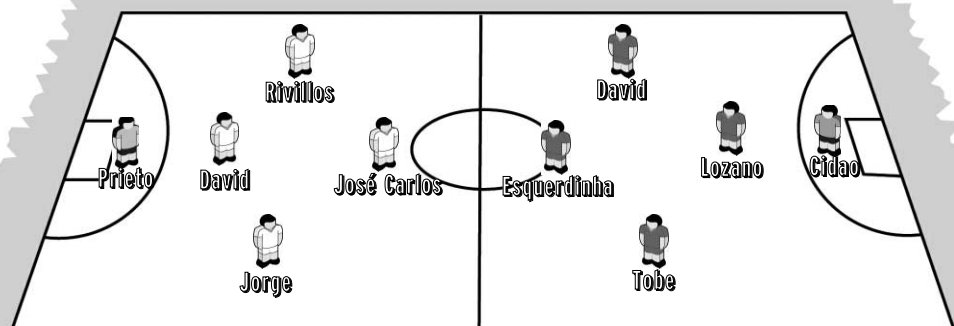 Rivillos
David
Prieto
David
José Carlos
Esquerdinha
Lozano
Cidao
Jorge
Tobe